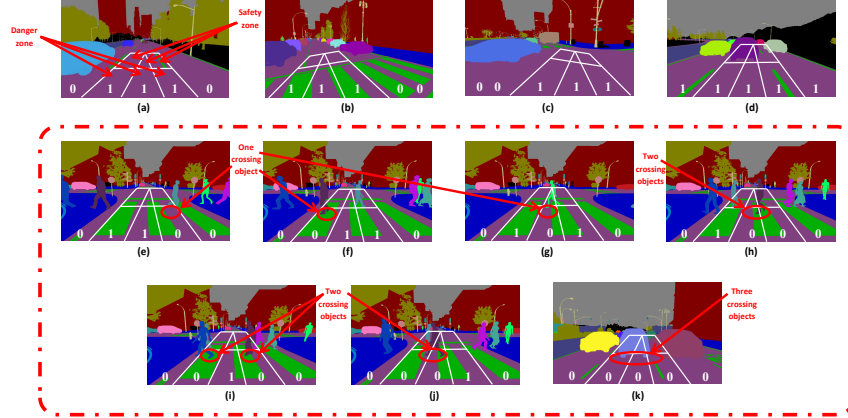 Danger
zone
Safety
zone
0 1 1 1 0
(a)
0 1 1 0 0
(b)
0 0 1 1 1
(c)
1 1 1 1 1
(d)
One
crossing
object
Two
crossing
objects
0 1 1 0 0
(e)
0 0 1 1 0
(f)
0 1 0 1 0
(g)
0 1 0 0 0
(h)
Two
crossing
objects
Three
crossing
objects
0 0 1 0 0
(i)
0 0 0 1 0
(j)
0 0 0 0 0
(k)